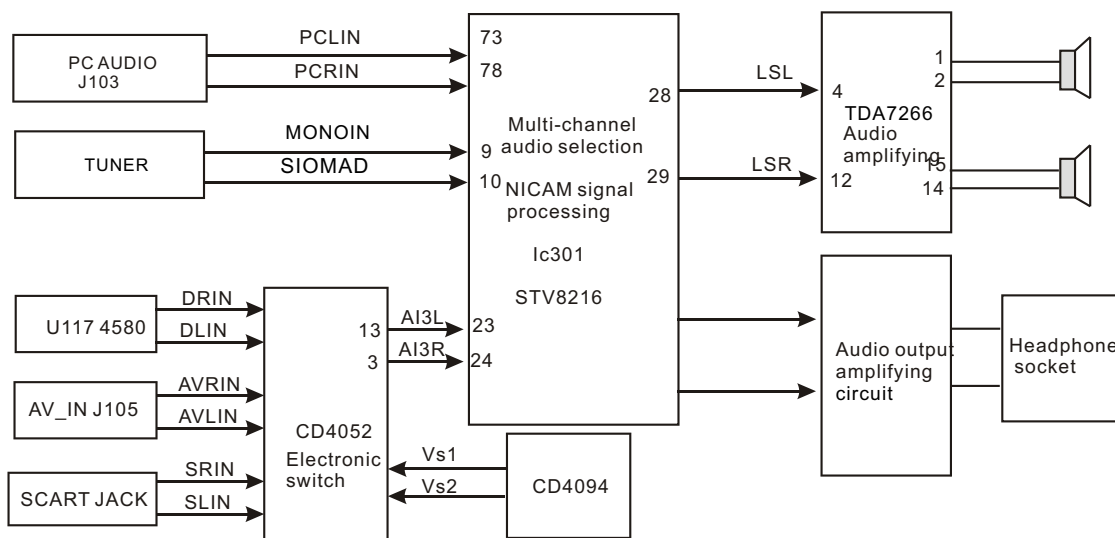 PC AUDIO
J103
PCLIN
PCRIN
73
78
TUNER
MONOIN
SIOMAD
9
10
Multi-channel
audio selection
NICAM signal
processing
Ic301
STV8216
28
29
LSL
LSR
4
12
TDA7266
Audio
amplifying
1
2
15
14
U117 4580
DRIN
DLIN
AV_IN J105
AVRIN
AVLIN
SCART JACK
SRIN
SLIN
13
3
CD4052
Electronic
switch
AI3L
AI3R
23
24
Vs1
Vs2
CD4094
Audio output
amplifying
circuit
Headphone
socket